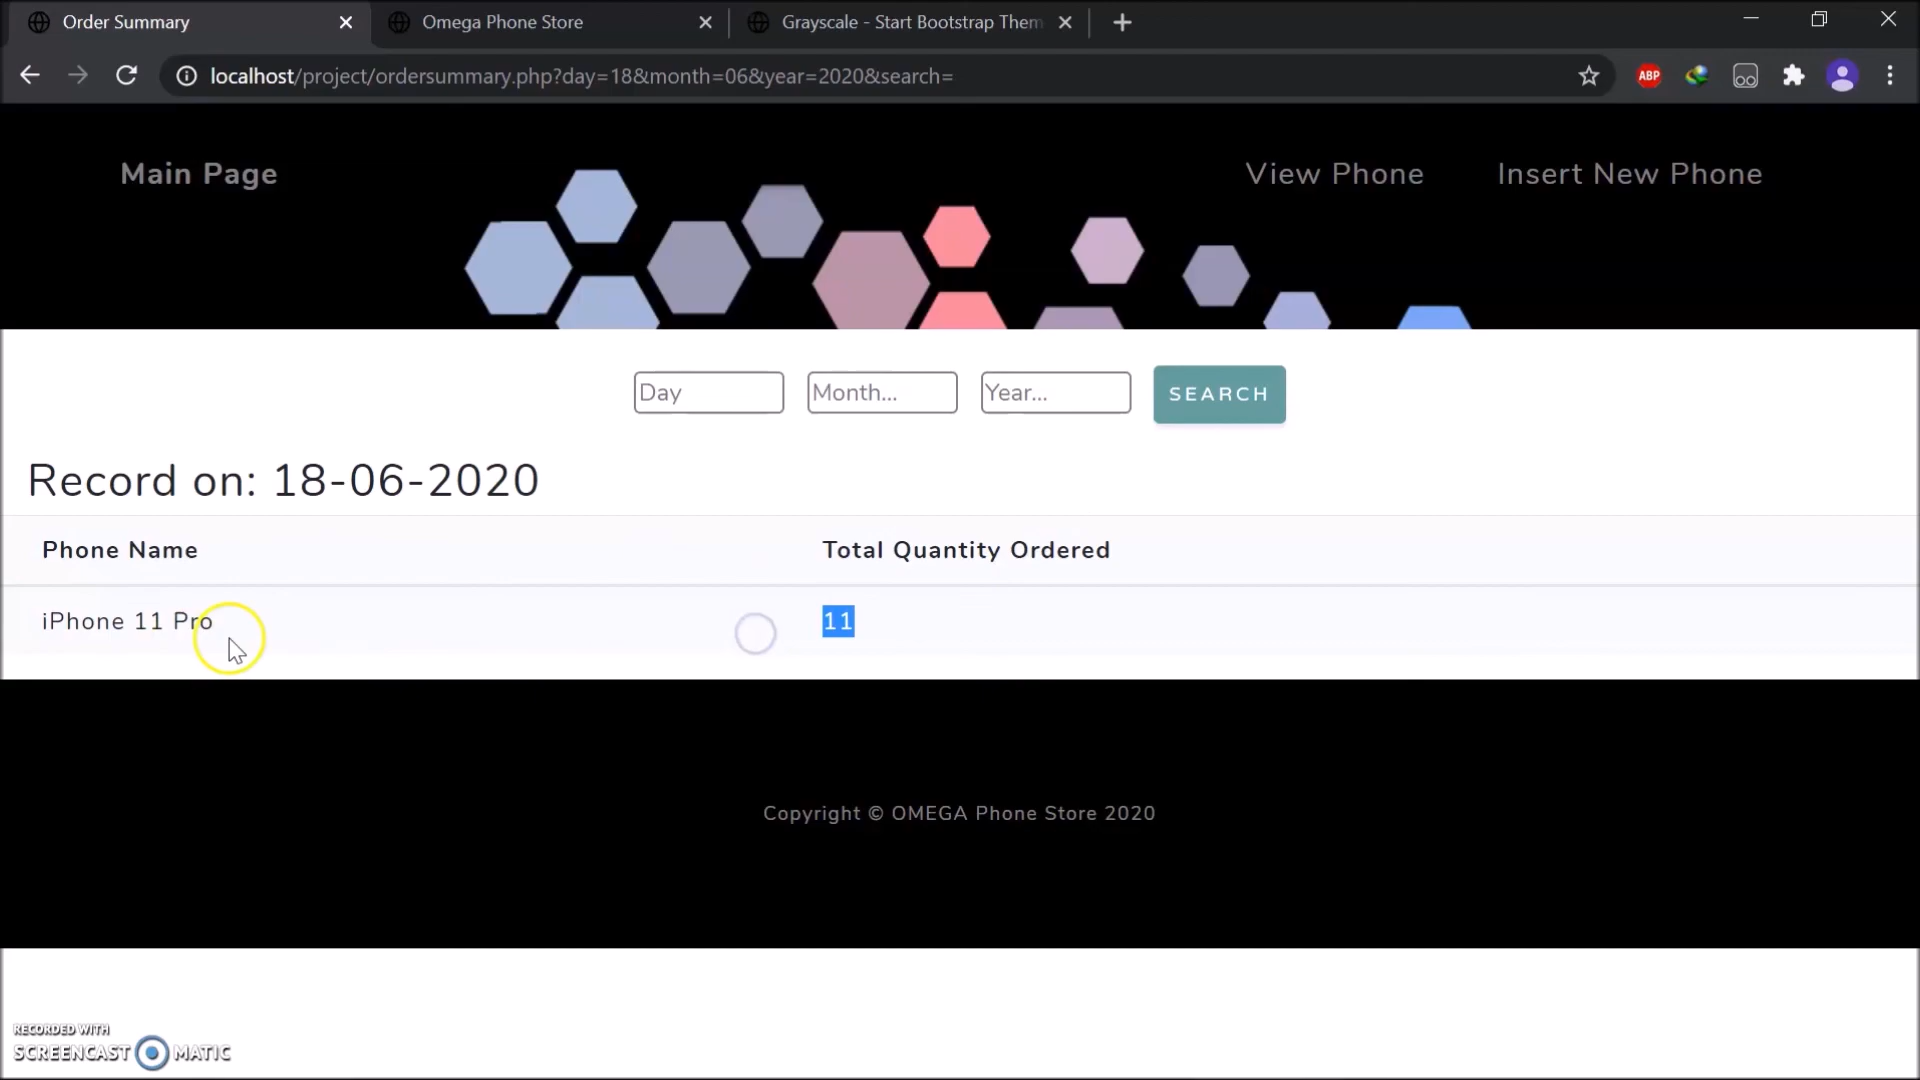 Order Summary
Omega Phone Store
Grayscale - Start Bootstrap Them
localhost/project/ordersummary.php?day=18&month=06&year=2020&search=
ABP
Main Page
View Phone
Insert New Phone
Day
Month...
Year...
SEARCH
Record on: 18-06-2020
Phone Name
Total Quantity Ordered
iPhone 11 Pro
11
Copyright © OMEGA Phone Store 2020
RECORDED WITH
SCREENCAST MATIC